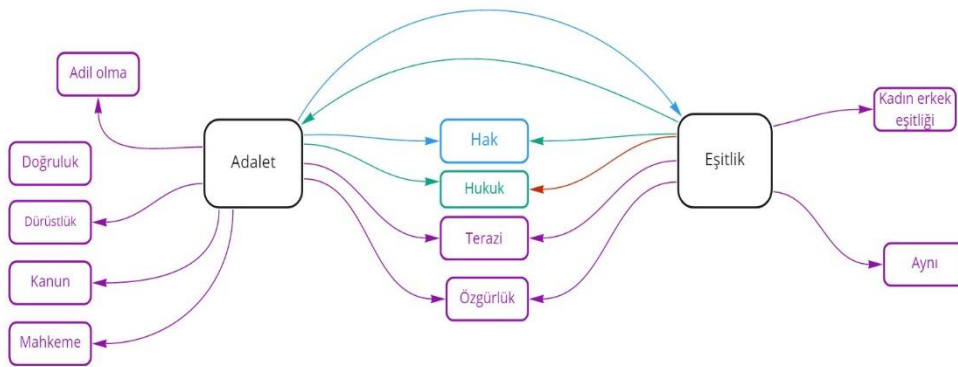 Adil olma
Kadın erkek
eşitliği
Hak
Doğruluk
Adalet
Eşitlik
Hukuk
Dürüstlük
Terazi
Aynı
Kanun
Özgürlük
Mahkeme